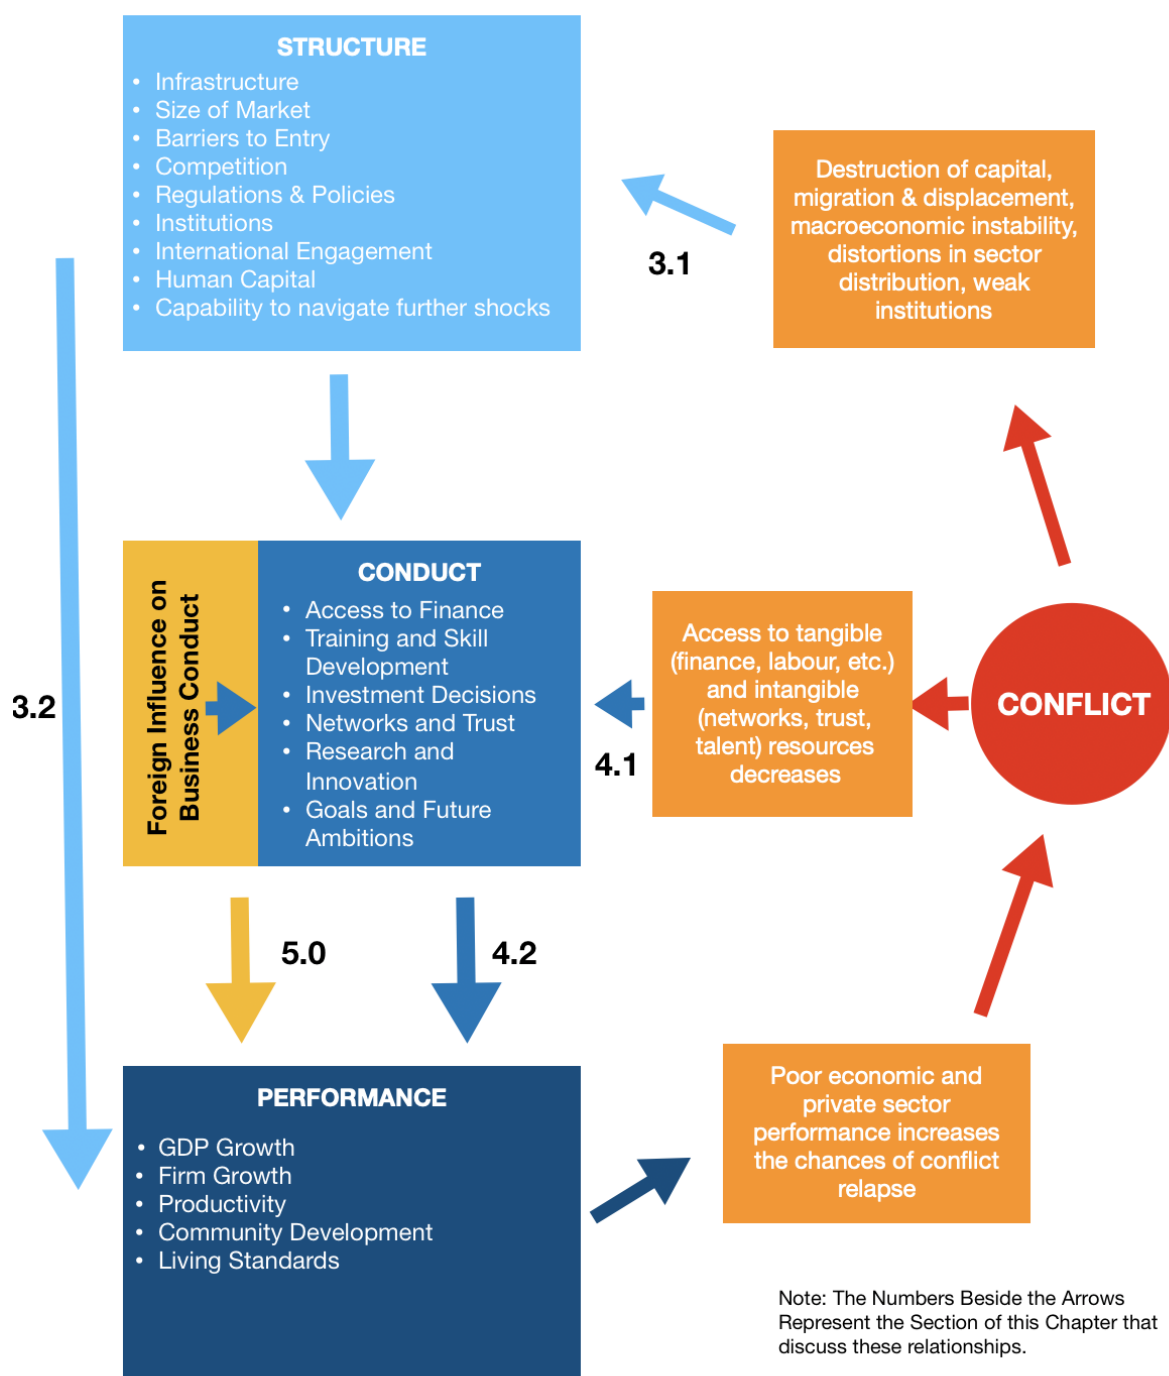 STRUCTURE
• Infrastructure
• Size of Market
• Barriers to Entry
• Competition
• Regulations & Policies
• Institutions
• International Engagement
• Human Capital
• Capability to navigate further shocks
Destruction of capital,
migration & displacement,
macroeconomic instability,
distortions in sector
distribution, weak
institutions
3.1
3.2
Foreign Influence on
Business Conduct
CONDUCT
• Access to Finance
• Training and Skill
Development
• Investment Decisions
• Networks and Trust
• Research and
Innovation
• Goals and Future
Ambitions
4.1
Access to tangible
(finance, labour, etc.)
and intangible
(networks, trust,
talent) resources
decreases
CONFLICT
5.0
4.2
PERFORMANCE
• GDP Growth
• Firm Growth
• Productivity
• Community Development
• Living Standards
Poor economic and
private sector
performance increases
the chances of conflict
relapse
Note: The Numbers Beside the Arrows
Represent the Section of this Chapter that
discuss these relationships.